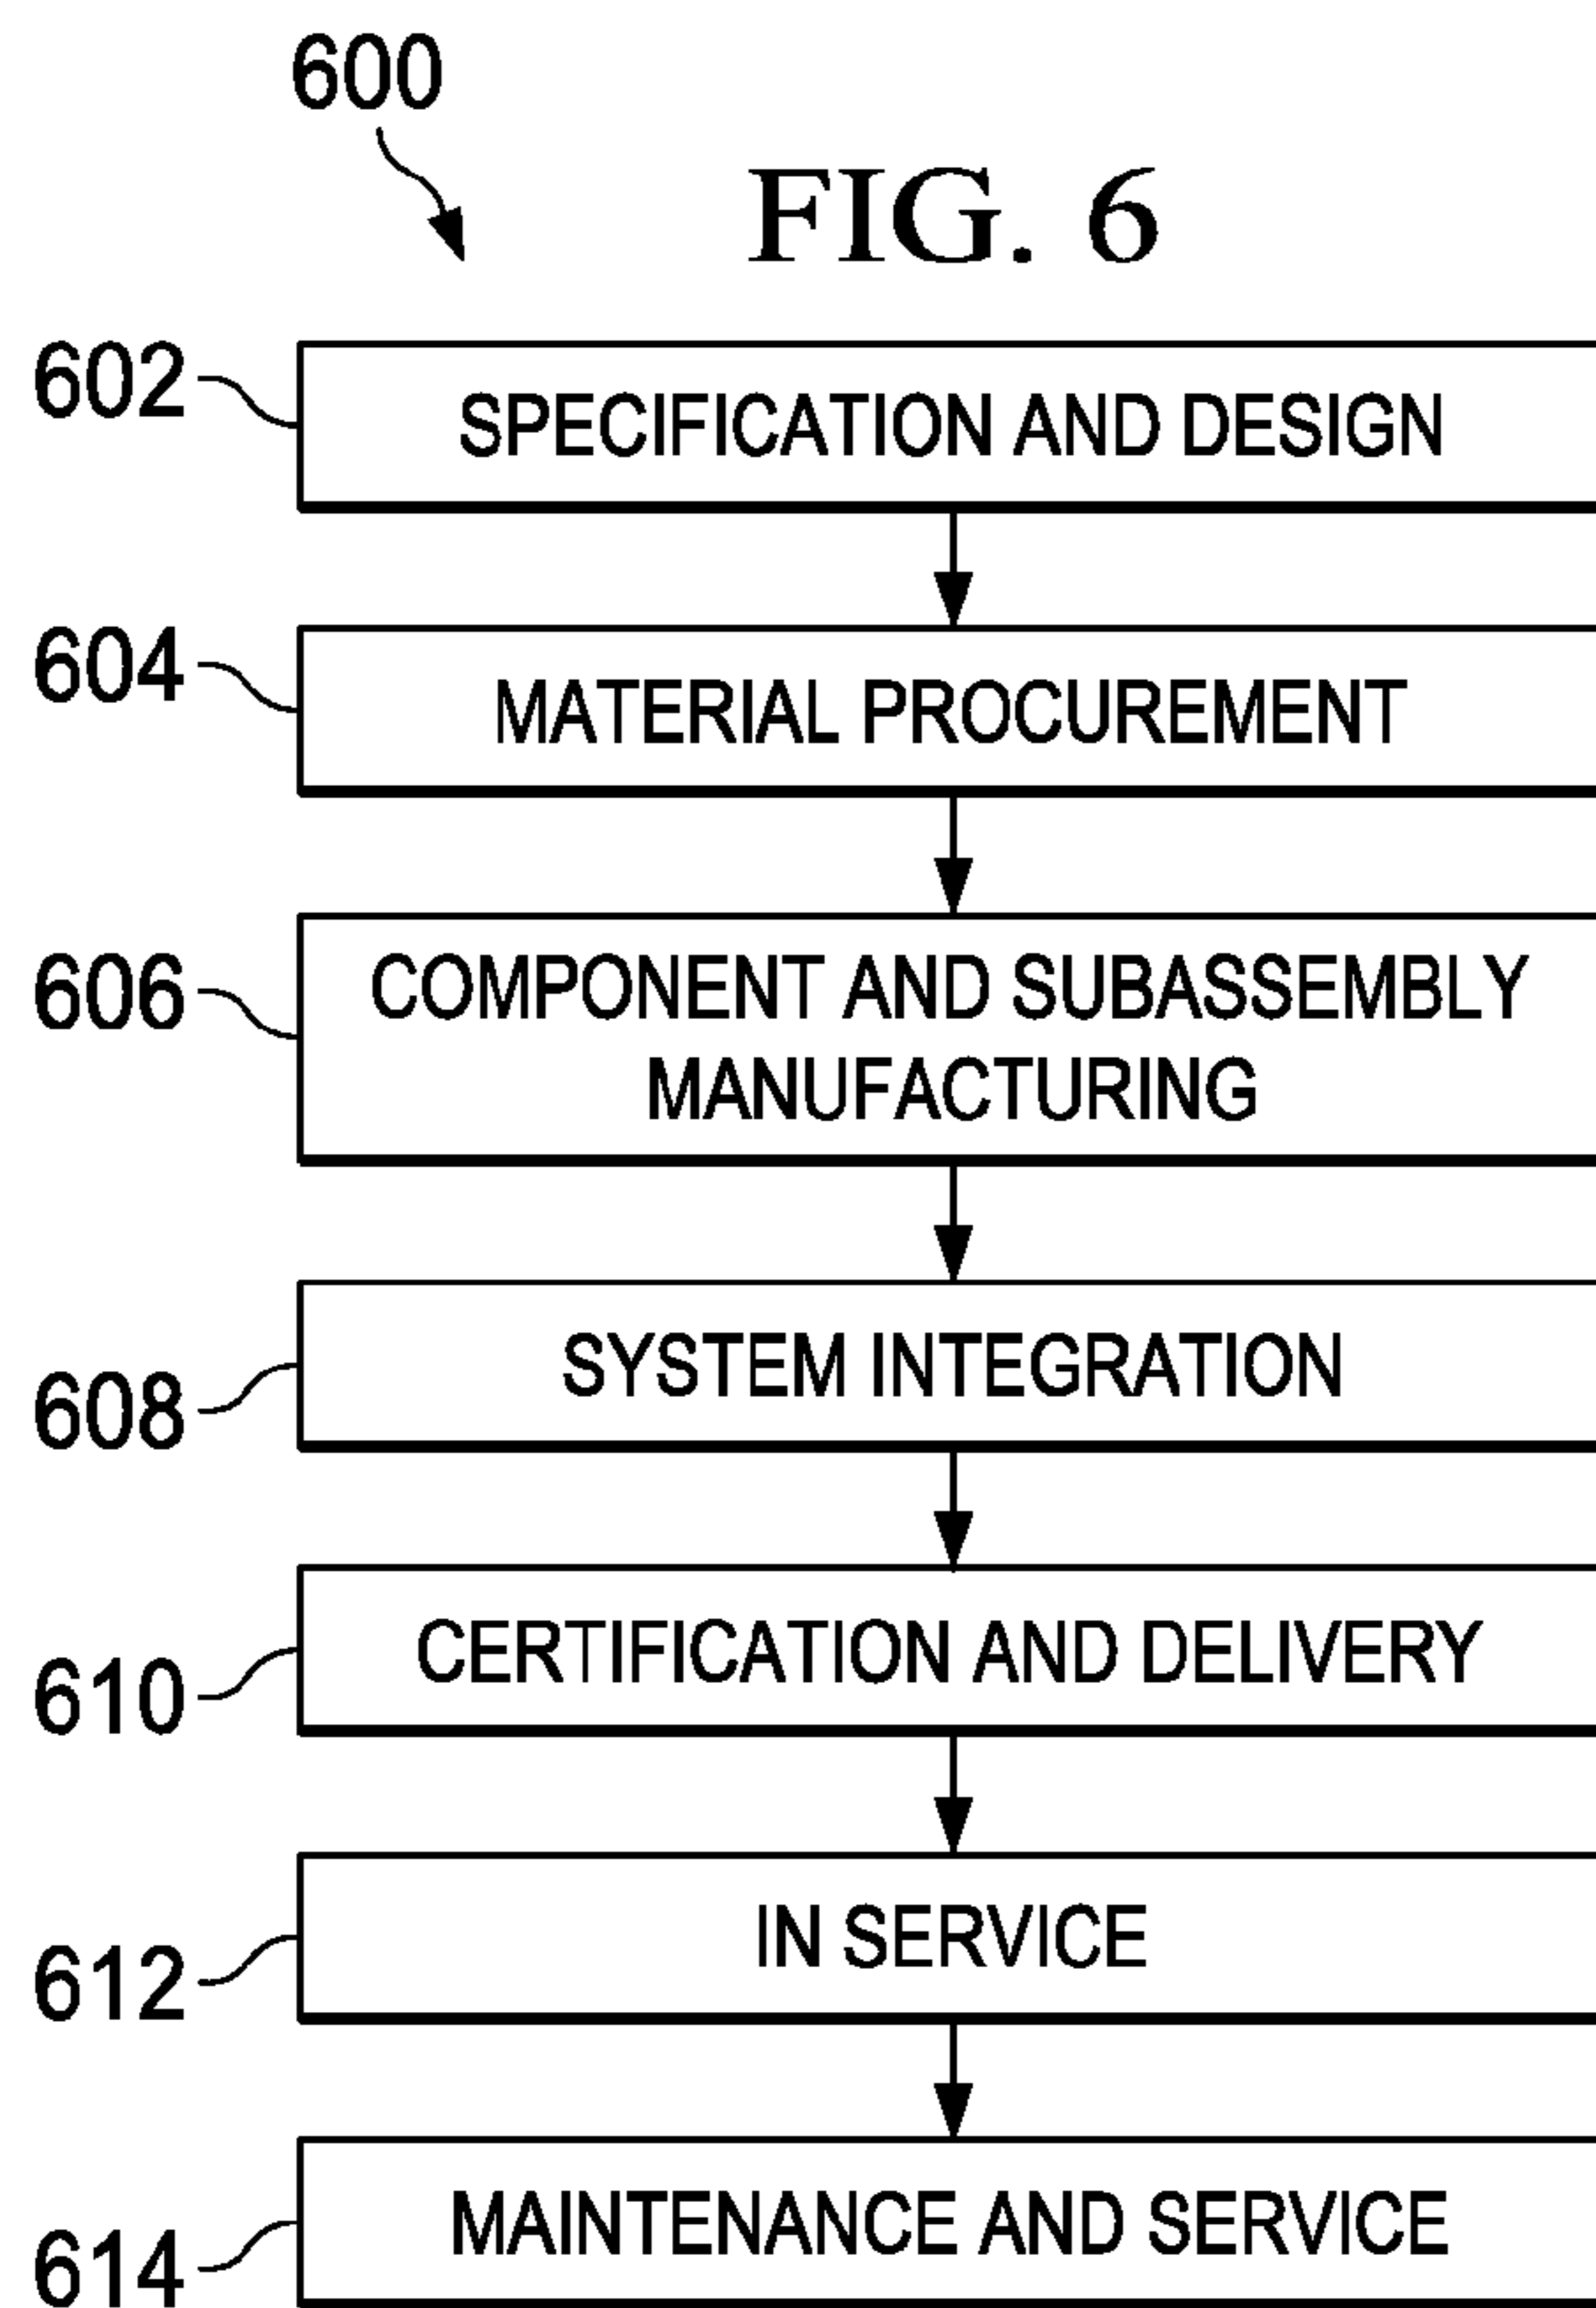 600
FIG. 6
602
SPECIFICATION AND DESIGN
604
MATERIAL PROCUREMENT
606
COMPONENT AND SUBASSEMBLY
MANUFACTURING
608
SYSTEM INTEGRATION
610
CERTIFICATION AND DELIVERY
612
IN SERVICE
614
MAINTENANCE AND SERVICE